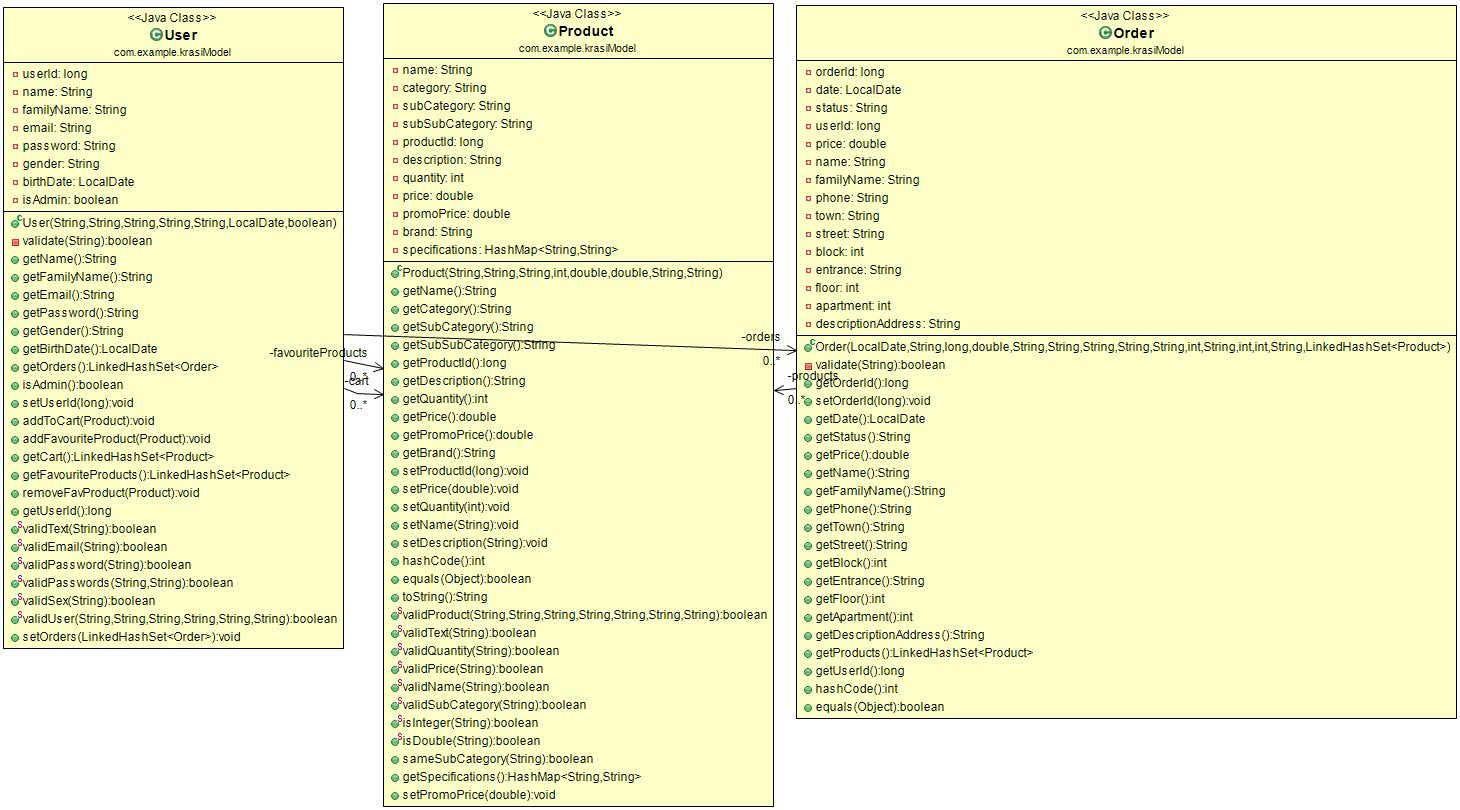 <<Java Class>>
User
com.example.krasiModel
userId: long
name: String
familyName: String
email: String
password: String
gender: String
birthDate: LocalDate
isAdmin: boolean
User(String,String,String,String,String,LocalDate,boolean)
validate(String):boolean
getName():String
getFamilyName():String
getEmail():String
getPassword():String
getGender():String
getBirthDate():LocalDate
getOrders():LinkedHashSet<Order>
isAdmin():boolean
setUserId(long):void
addToCart(Product):void
addFavouriteProduct(Product):void
getCart():LinkedHashSet<Product>
getFavouriteProducts():LinkedHashSet<Product>
removeFavProduct(Product):void
getUserId():long
validText(String):boolean
validEmail(String):boolean
validPassword(String):boolean
validPasswords(String,String):boolean
validSex(String):boolean
validUser(String,String,String,String,String,String):boolean
setOrders(LinkedHashSet<Order>):void
-favouriteProducts
0..*
-cart
0..*
<<Java Class>>
Product
com.example.krasiModel
name: String
category: String
subCategory: String
subSubCategory: String
productId: long
description: String
quantity: int
price: double
promoPrice: double
brand: String
specifications: HashMap<String,String>
Product(String,String,String,int,double,double,String,String)
getName():String
getCategory():String
getSubCategory():String
getSubSubCategory():String
getProductId():long
getDescription():String
getQuantity():int
getPrice():double
getPromoPrice():double
getBrand():String
setProductId(long):void
setPrice(double):void
setQuantity(int):void
setName(String):void
setDescription(String):void
hashCode():int
equals(Object):boolean
toString():String
validProduct(String,String,String,String,String,String,String):boolean
validText(String):boolean
validQuantity(String):boolean
validPrice(String):boolean
validName(String):boolean
validSubCategory(String):boolean
isInteger(String):boolean
isDouble(String):boolean
sameSubCategory(String):boolean
getSpecifications():HashMap<String,String>
setPromoPrice(double):void
-orders
0..*
-products
0..*
<<Java Class>>
Order
com.example.krasiModel
orderId: long
date: LocalDate
status: String
userId: long
price: double
name: String
familyName: String
phone: String
town: String
street: String
block: int
entrance: String
floor: int
apartment: int
descriptionAddress: String
Order(LocalDate,String,long,double,String,String,String,String,String,int,String,int,int,String,LinkedHashSet<Product>)
validate(String):boolean
getOrderId():long
setOrderId(long):void
getDate():LocalDate
getStatus():String
getPrice():double
getName():String
getFamilyName():String
getPhone():String
getTown():String
getStreet():String
getBlock():int
getEntrance():String
getFloor():int
getApartment():int
getDescriptionAddress():String
getProducts():LinkedHashSet<Product>
getUserId():long
hashCode():int
equals(Object):boolean